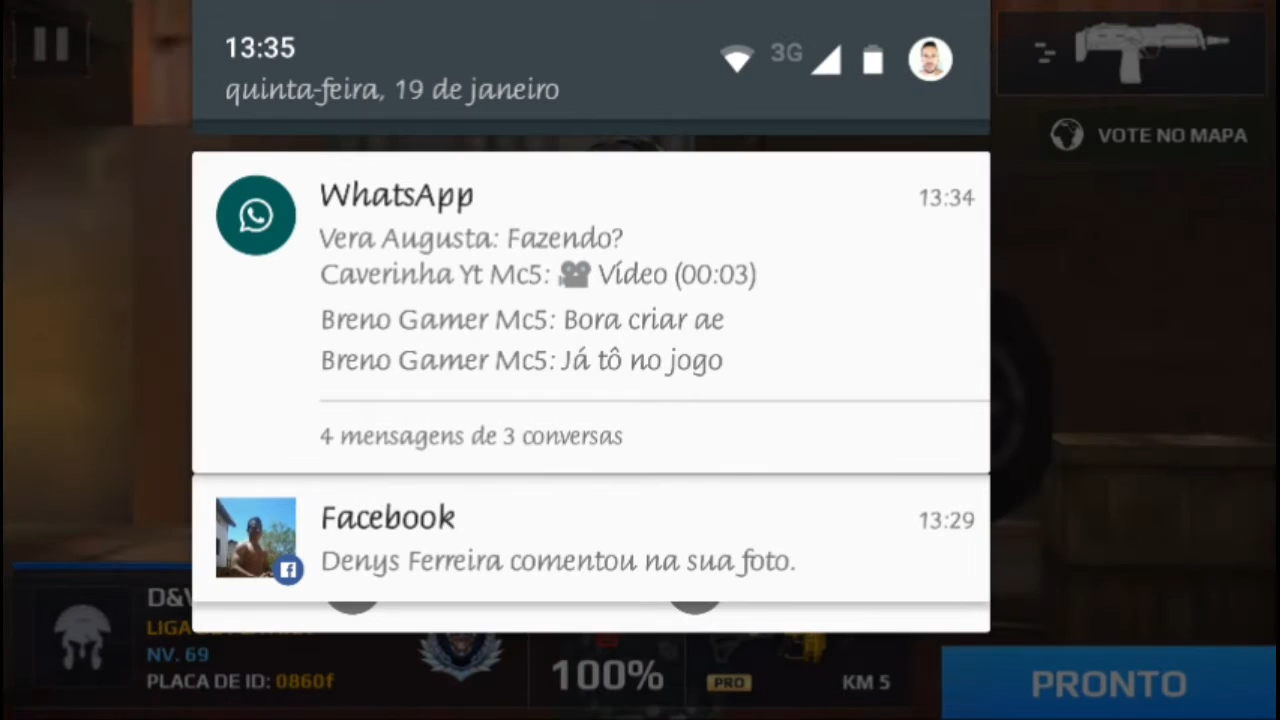 13:35
3G
quinta-feira, 19 de janeiro
VOTE NO MAPA
WhatsApp
13:34
Vera Augusta: Fazendo?
Caverinha Yt Mc5: 🎥 Vídeo (00:03)
Breno Gamer Mc5: Bora criar ae
Breno Gamer Mc5: Já tô no jogo
4 mensagens de 3 conversas
Facebook
13:29
Denys Ferreira comentou na sua foto.
NV. 69
PLACA DE ID: 0860f
100%
PRO
KM 5
PRONTO